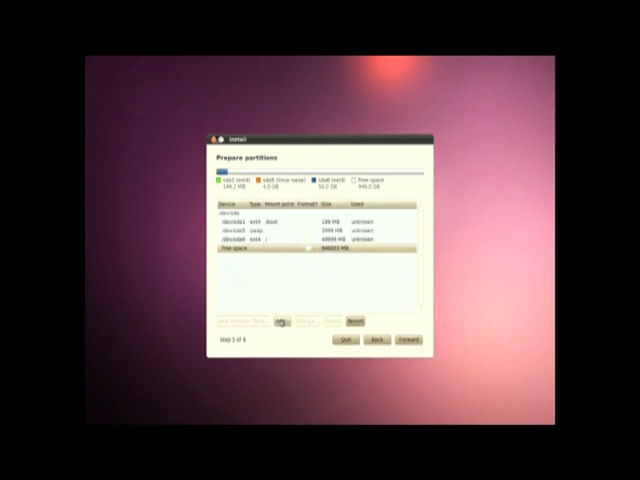 Install
Prepare partitions
sda1 (ext4) sda5 (linux-swap) sda6 (ext4) Free space
199.2 MB 4.0 GB 50.0 GB 946.0 GB
Device Type Mount point Format? Size Used
/dev/sda
/dev/sda1 ext4 /boot 199 MB unknown
/dev/sda5 swap 3999 MB unknown
/dev/sda6 ext4 / 49999 MB unknown
free space 946003 MB
New Partition Table... Add... Change... Delete Revert
Step 5 of 8 Quit Back Forward